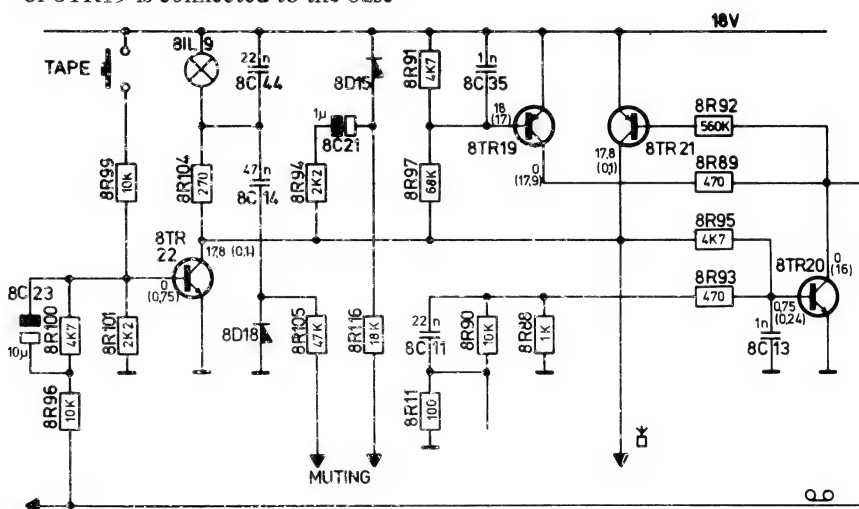 of 8TR19 is connected to the base
18V
TAPE
8IL9
22 n
8C44
8D15
8R91
4K7
1n
8C35
1μ
8C21
18
(17)
8TR19
8TR21
8R92
560K
8R99
10K
8R104
270
47 n
8C14
8R94
2K2
8R97
68K
0
(17,9)
17,8
(0,1)
8R89
470
8TR
22
17,8 (0,1)
8R95
4K7
8C23
0
(0,75)
8R93
470
8TR20
0
(16)
10μ
8R100
4K7
8R101
2K2
8D18
8R105
47K
8R116
18K
22 n
8C11
8R90
10K
8R88
1K
0,75
(0,24)
1n
8C13
8R96
10K
8R11
100
MUTING